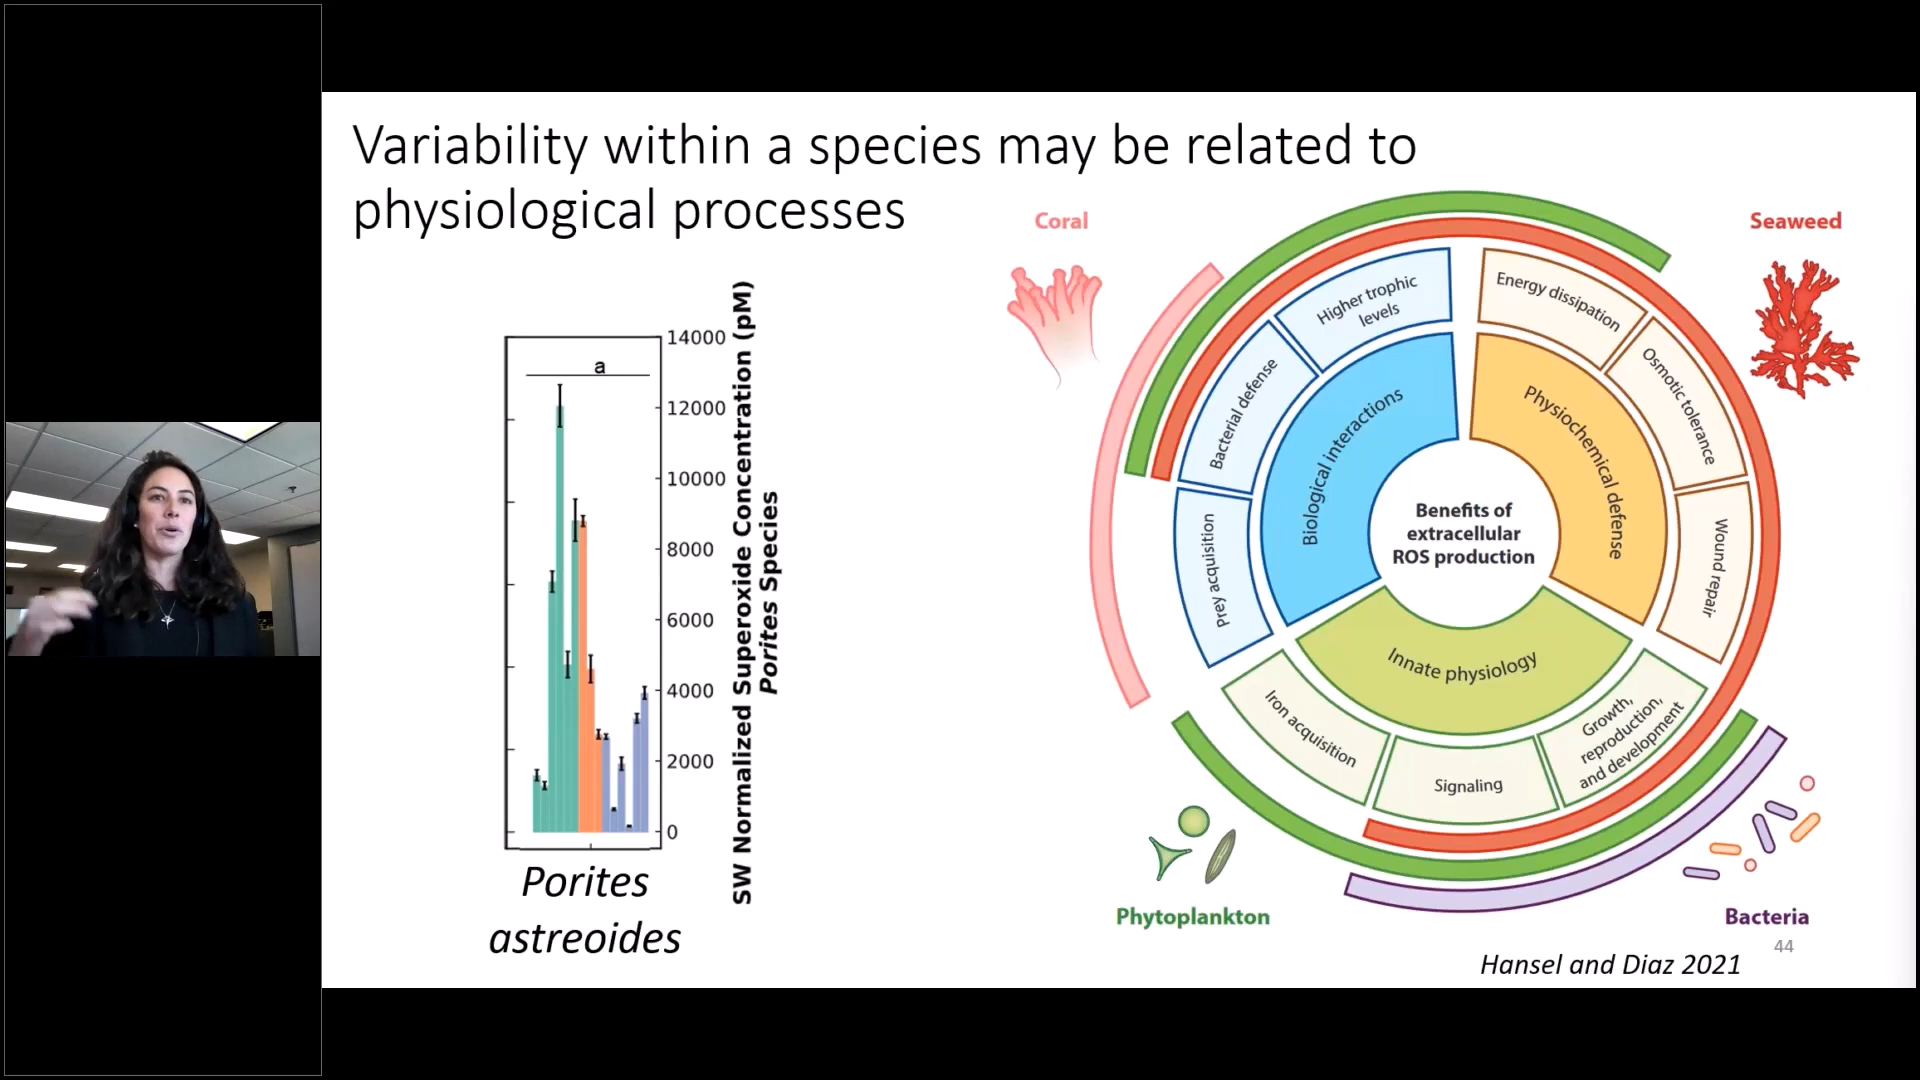 Variability within a species may be related to
physiological processes
a
14000
12000
10000
8000
6000
4000
2000
0
SW Normalized Superoxide Concentration (pM)
Porites Species
Porites
astreoides
Coral
Seaweed
Higher trophic
levels
Bacterial defense
Prey acquisition
Biological interactions
Energy dissipation
Osmotic tolerance
Wound repair
Physiochemical defense
Benefits of
extracellular
ROS production
Innate physiology
Iron acquisition
Signaling
Growth,
reproduction,
and development
Phytoplankton
Bacteria
44
Hansel and Diaz 2021